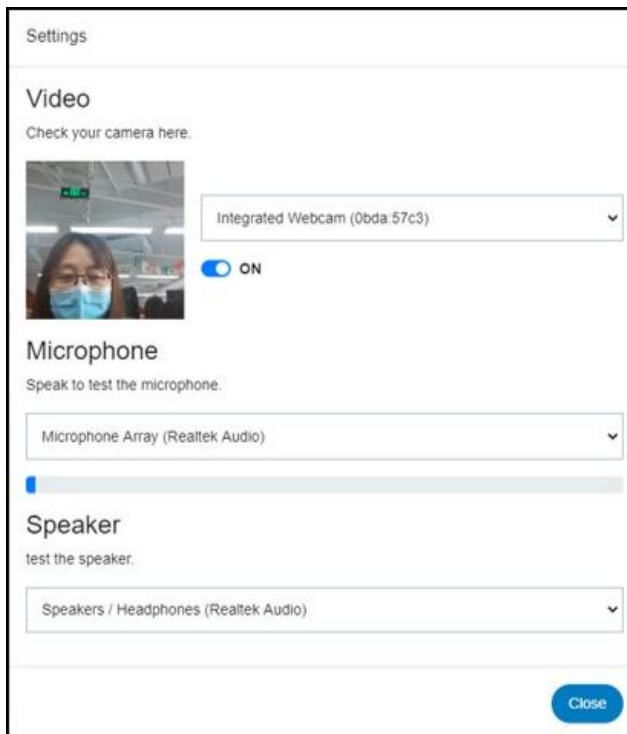 Settings
Video
Check your camera here.
Integrated Webcam (0bda:57c3)
ON
Microphone
Speak to test the microphone.
Microphone Array (Realtek Audio)
Speaker
test the speaker.
Speakers / Headphones (Realtek Audio)
Close